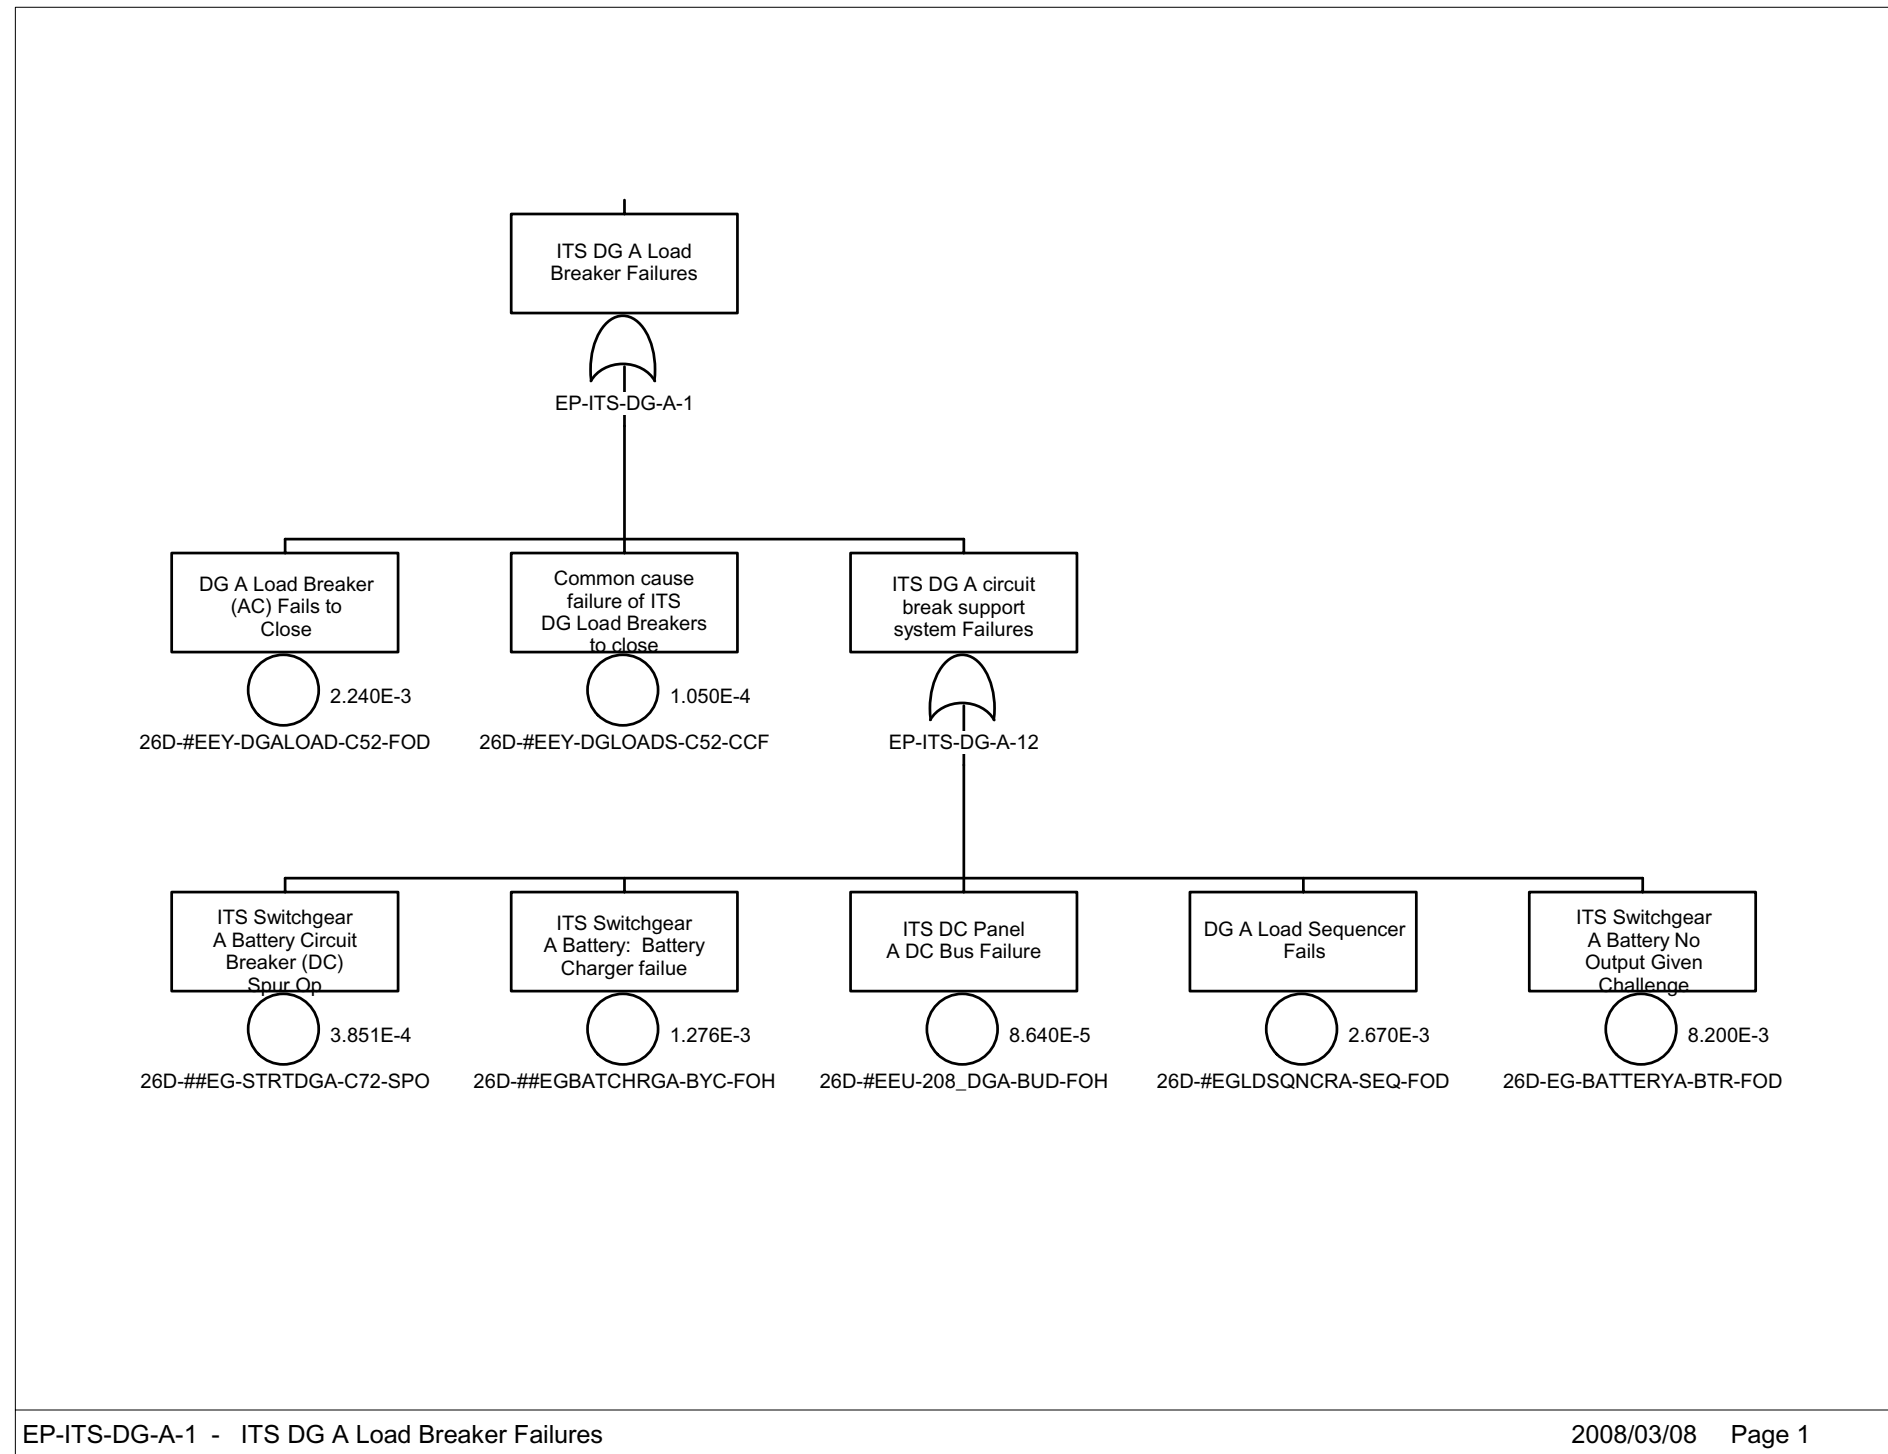 ITS DG A Load
Breaker Failures
EP-ITS-DG-A-1
DG A Load Breaker
(AC) Fails to
Close
2.240E-3
26D-#EEY-DGALOAD-C52-FOD
Common cause
failure of ITS
DG Load Breakers
to close
1.050E-4
26D-#EEY-DGLOADS-C52-CCF
ITS DG A circuit
break support
system Failures
EP-ITS-DG-A-12
ITS Switchgear
A Battery Circuit
Breaker (DC)
Spur Op
3.851E-4
26D-##EG-STRTDGA-C72-SPO
ITS Switchgear
A Battery: Battery
Charger failue
1.276E-3
26D-##EGBATCHRGA-BYC-FOH
ITS DC Panel
A DC Bus Failure
8.640E-5
26D-#EEU-208_DGA-BUD-FOH
DG A Load Sequencer
Fails
2.670E-3
26D-#EGLDSQNCRA-SEQ-FOD
ITS Switchgear
A Battery No
Output Given
Challenge
8.200E-3
26D-EG-BATTERYA-BTR-FOD
EP-ITS-DG-A-1 - ITS DG A Load Breaker Failures
2008/03/08 Page 1